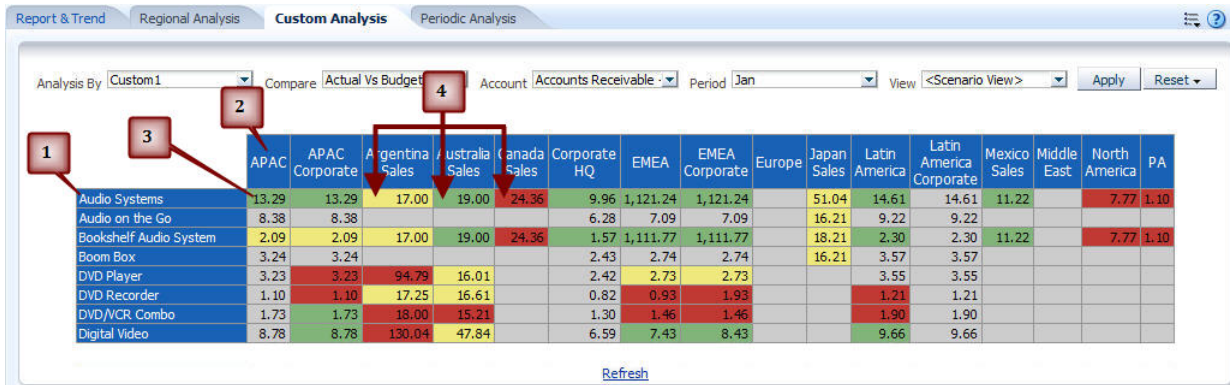 Report & Trend Regional Analysis Custom Analysis Periodic Analysis
Analysis By Custom1 Compare Actual Vs Budget Account Accounts Receivable - Period Jan View <Scenario View> Apply Reset
4
2
3
1
APAC APAC Corporate Argentina Sales Australia Sales Canada Sales Corporate HQ EMEA EMEA Corporate Europe Japan Sales Latin America Latin America Corporate Mexico Sales Middle East North America PA
Audio Systems 13.29 13.29 17.00 19.00 24.36 9.96 1,121.24 1,121.24 51.04 14.61 14.61 11.22 7.77 1.10
Audio on the Go 8.38 8.38 6.28 7.09 7.09 16.21 9.22 9.22
Bookshelf Audio System 2.09 2.09 17.00 19.00 24.36 1.57 1,111.77 1,111.77 18.21 2.30 2.30 11.22 7.77 1.10
Boom Box 3.24 3.24 2.43 2.74 2.74 16.21 3.57 3.57
DVD Player 3.23 3.23 94.79 16.01 2.42 2.73 2.73 3.55 3.55
DVD Recorder 1.10 1.10 17.25 16.61 0.82 0.93 1.93 1.21 1.21
DVD/VCR Combo 1.73 1.73 18.00 15.21 1.30 1.46 1.46 1.90 1.90
Digital Video 8.78 8.78 130.04 47.84 6.59 7.43 8.43 9.66 9.66
Refresh